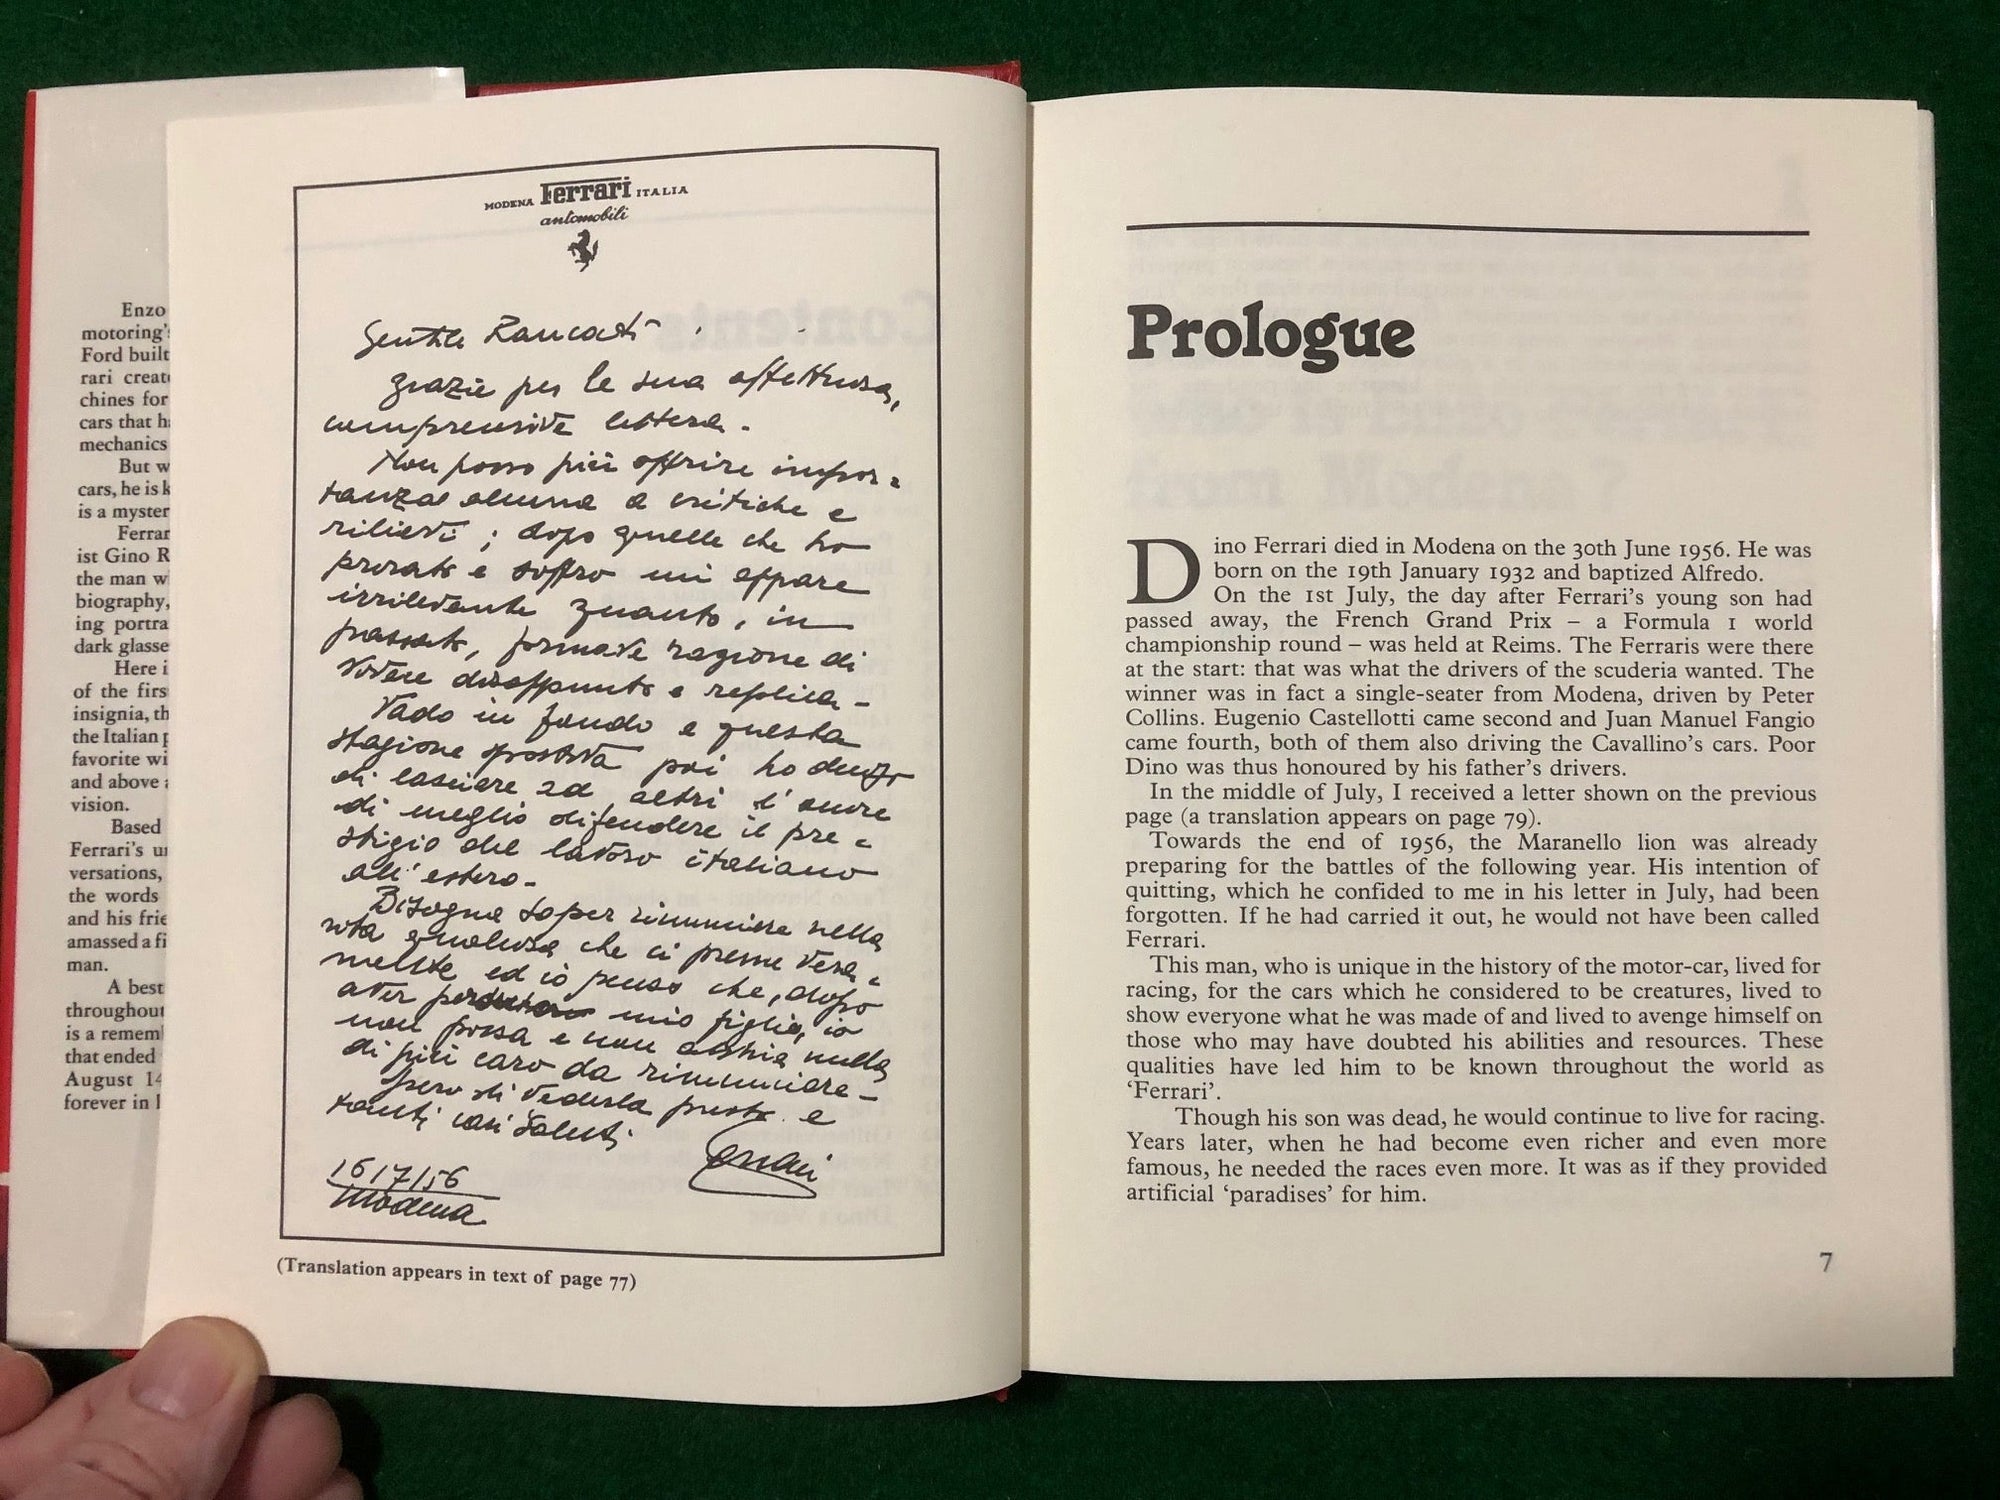 Enzo
motoring's
Ford built
rari creat
chines for
cars that h
mechanics
But w
cars, he is k
is a myster
Ferrar
ist Gino R
the man w
biography,
ing portra
dark glasse
Here i
of the firs
insignia, th
the Italian p
favorite wi
and above a
vision.
Based
Ferrari's u
versations,
the words
and his frie
amassed a fi
man.
A best
throughout
is a remem
that ended
August 14
forever in l
MODENA Ferrari ITALIA
automobili
Gentile Rancati
grazie per le sua affettuosa,
comprensiva lettera.
Non posso più offrire impor=
tanza alcuna a critiche e
rilievi; dopo quelle che ho
provato e soffro mi appare
irrilevante quanto, in
passato, formava ragione di
vivere disappunto e replica-
Vado in fondo a questa
stagione sportiva poi ho deciso
di lasciare ad altri l'onore
di meglio difendere il pre=
stigio del lavoro italiano
all'estero-
Bisogna saper rinunciare nella
vita qualcosa che ci preme vera=
mente ed io penso che, dopo
aver mio figlio, io
non possa e non abbia nulla
di più caro da rinunciare-
Spero di vederla presto e
tanti cari saluti
Ferrari
16/7/56
Modena
(Translation appears in text of page 77)
Prologue
Dino Ferrari died in Modena on the 30th June 1956. He was
born on the 19th January 1932 and baptized Alfredo.
On the 1st July, the day after Ferrari's young son had
passed away, the French Grand Prix – a Formula 1 world
championship round – was held at Reims. The Ferraris were there
at the start: that was what the drivers of the scuderia wanted. The
winner was in fact a single-seater from Modena, driven by Peter
Collins. Eugenio Castellotti came second and Juan Manuel Fangio
came fourth, both of them also driving the Cavallino's cars. Poor
Dino was thus honoured by his father's drivers.
In the middle of July, I received a letter shown on the previous
page (a translation appears on page 79).
Towards the end of 1956, the Maranello lion was already
preparing for the battles of the following year. His intention of
quitting, which he confided to me in his letter in July, had been
forgotten. If he had carried it out, he would not have been called
Ferrari.
This man, who is unique in the history of the motor-car, lived for
racing, for the cars which he considered to be creatures, lived to
show everyone what he was made of and lived to avenge himself on
those who may have doubted his abilities and resources. These
qualities have led him to be known throughout the world as
'Ferrari'.
Though his son was dead, he would continue to live for racing.
Years later, when he had become even richer and even more
famous, he needed the races even more. It was as if they provided
artificial 'paradises' for him.
7